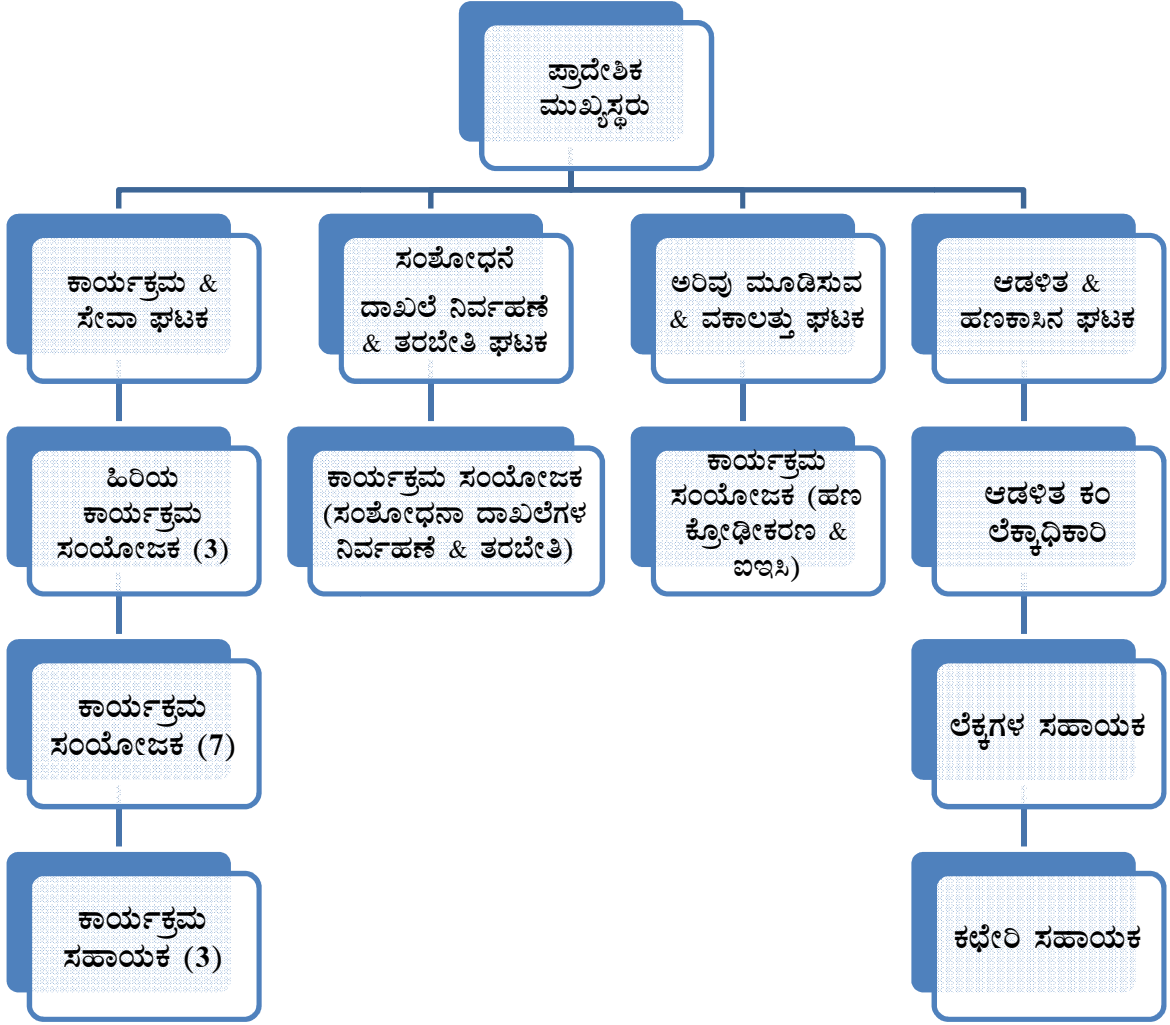 ಪ್ರಾದೇಶಿಕ
ಮುಖ್ಯಸ್ಥರು
ಕಾರ್ಯಕ್ರಮ &
ಸೇವಾ ಘಟಕ
ಸಂಶೋಧನೆ
ದಾಖಲೆ ನಿರ್ವಹಣೆ
& ತರಬೇತಿ ಘಟಕ
ಅರಿವು ಮೂಡಿಸುವ
& ವಕಾಲತ್ತು ಘಟಕ
ಆಡಳಿತ &
ಹಣಕಾಸಿನ ಘಟಕ
ಹಿರಿಯ
ಕಾರ್ಯಕ್ರಮ
ಸಂಯೋಜಕ (3)
ಕಾರ್ಯಕ್ರಮ ಸಂಯೋಜಕ
(ಸಂಶೋಧನಾ ದಾಖಲೆಗಳ
ನಿರ್ವಹಣೆ & ತರಬೇತಿ)
ಕಾರ್ಯಕ್ರಮ
ಸಂಯೋಜಕ (ಹಣ
ಕ್ರೋಢೀಕರಣ &
ಐಇಸಿ)
ಆಡಳಿತ ಕಂ
ಲೆಕ್ಕಾಧಿಕಾರಿ
ಕಾರ್ಯಕ್ರಮ
ಸಂಯೋಜಕ (7)
ಲೆಕ್ಕಗಳ ಸಹಾಯಕ
ಕಾರ್ಯಕ್ರಮ
ಸಹಾಯಕ (3)
ಕಛೇರಿ ಸಹಾಯಕ